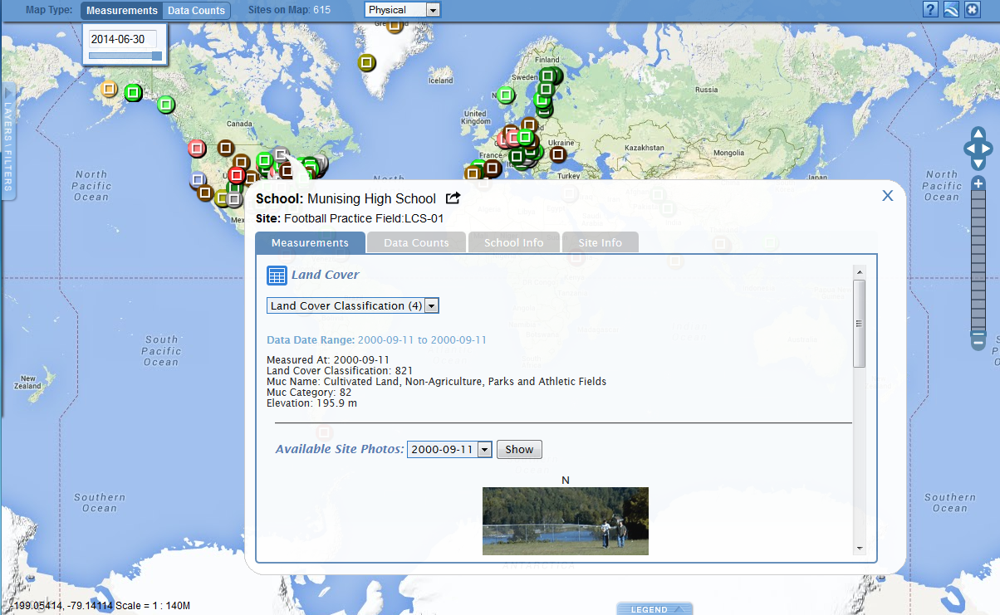 Map Type: Measurements Data Counts Sites on Map: 615 Physical ?
2014-06-30
LAYERS \ FILTERS
Iceland
Finland
Sweden
Russia
Canada
United
Kingdom
Ukraine
Kazakhstan
France
Mongolia
Turkey
North
Pacific
Ocean
North
Pacific
Ocean
School: Munising High School
Site: Football Practice Field:LCS-01
X
Measurements Data Counts School Info Site Info
Land Cover
Land Cover Classification (4)
Data Date Range: 2000-09-11 to 2000-09-11
Measured At: 2000-09-11
Land Cover Classification: 821
Muc Name: Cultivated Land, Non-Agriculture, Parks and Athletic Fields
Muc Category: 82
Elevation: 195.9 m
Available Site Photos: 2000-09-11 Show
N
South
Pacific
Ocean
South
Pacific
Ocean
New
Zealand
Southern
Ocean
Southern
Ocean
ANTARCTICA
-199.05414, -79.14114 Scale = 1 : 140M
LEGEND